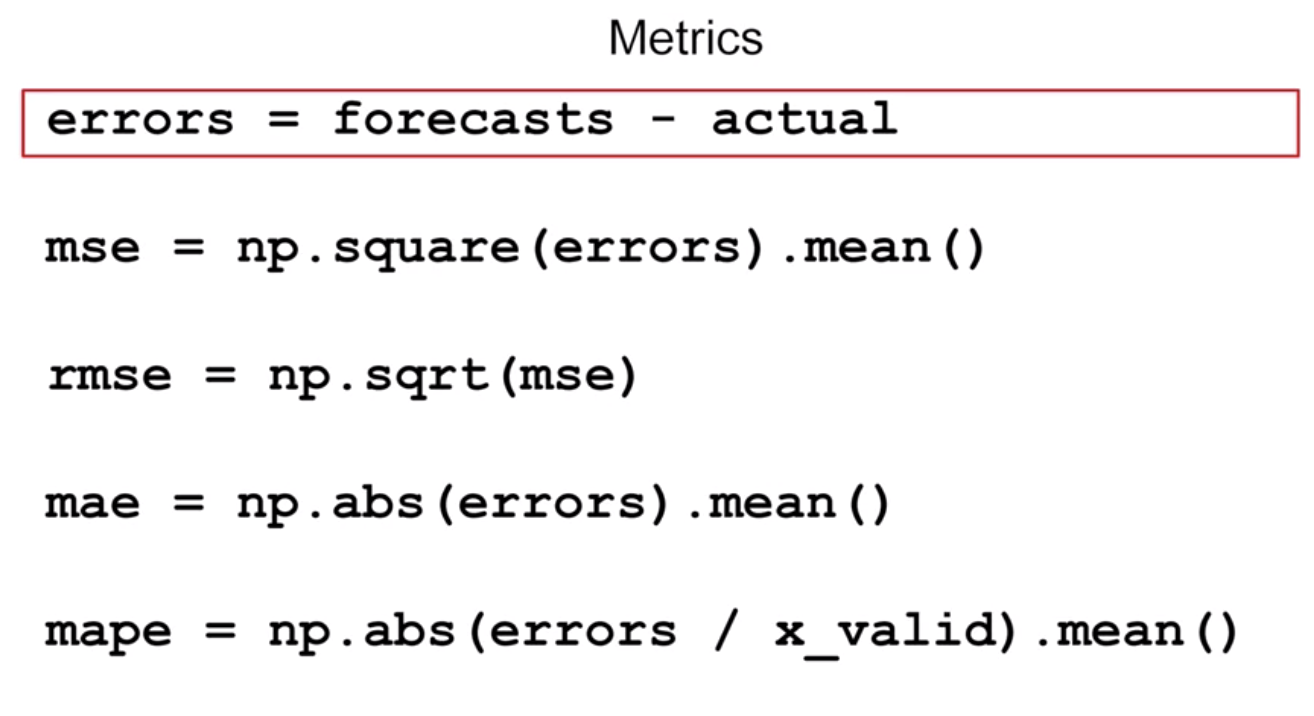 Metrics
errors = forecasts - actual
mse = np.square(errors).mean()
rmse = np.sqrt(mse)
mae = np.abs(errors).mean()
mape = np.abs(errors / x_valid).mean()